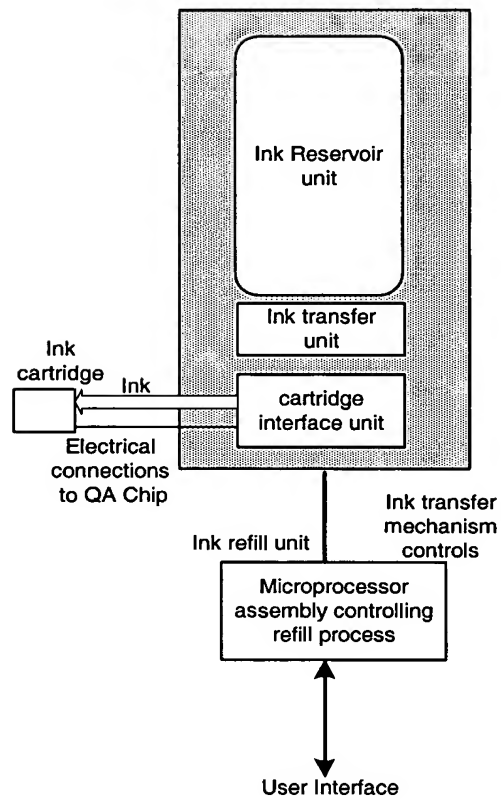 Ink Reservoir
unit
Ink transfer
unit
Ink
cartridge
Ink
cartridge
interface unit
Electrical
connections
to QA Chip
Ink transfer
mechanism
controls
Ink refill unit
Microprocessor
assembly controlling
refill process
User Interface